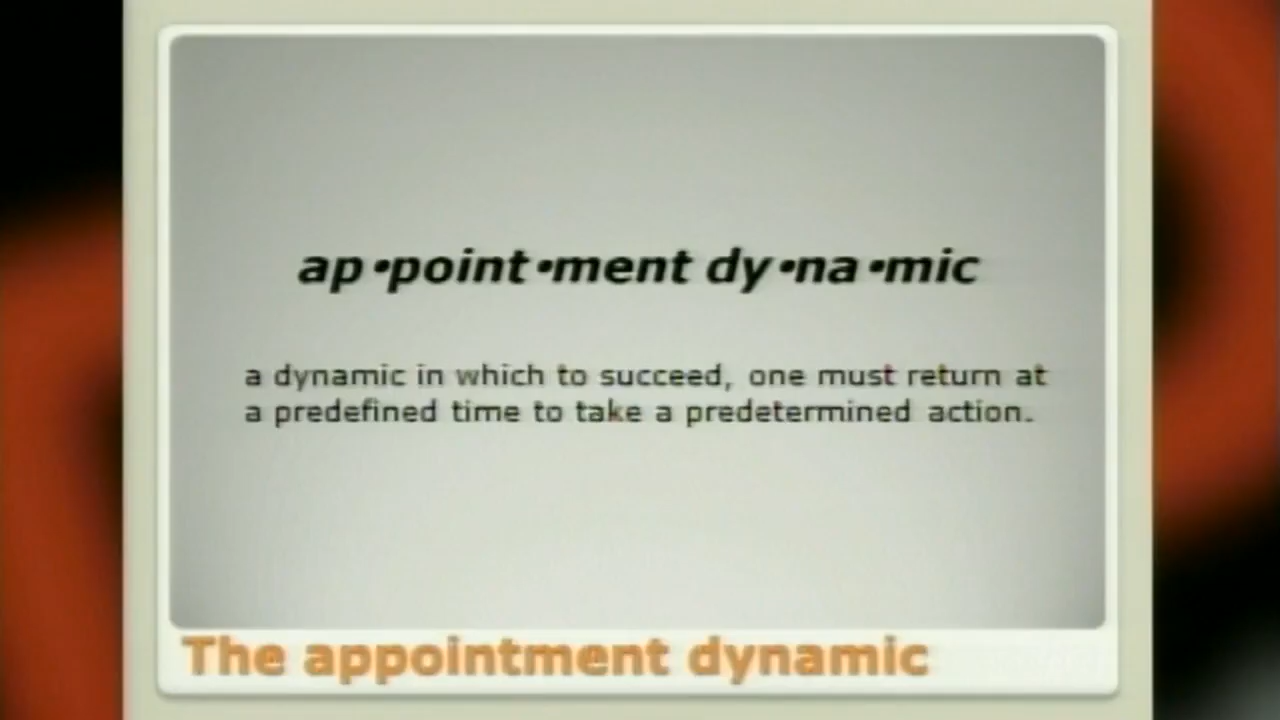 ap•point•ment dy•na•mic
a dynamic in which to succeed, one must return at
a predefined time to take a predetermined action.
The appointment dynamic